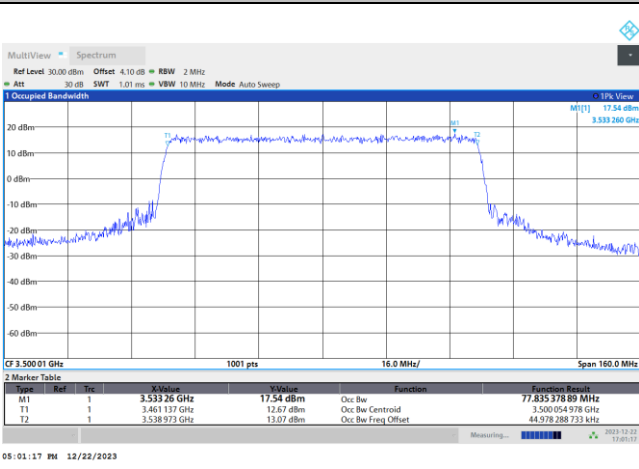 MultiView Spectrum
Ref Level 30.00 dBm Offset 4.10 dB RBW 2 MHz
Att 30 dB SWT 1.01 ms VBW 10 MHz Mode Auto Sweep
1 Occupied Bandwidth 1Pk View
M1[1] 17.54 dBm
3.533 260 GHz
M1
T1
T2
20 dBm
10 dBm
0 dBm
-10 dBm
-20 dBm
-30 dBm
-40 dBm
-50 dBm
-60 dBm
CF 3.500 01 GHz 1001 pts 16.0 MHz/ Span 160.0 MHz
2 Marker Table
Type Ref Trc X-Value Y-Value Function Function Result
M1 1 3.533 26 GHz 17.54 dBm Occ Bw 77.835 378 89 MHz
T1 1 3.461 137 GHz 12.67 dBm Occ Bw Centroid 3.500 054 978 GHz
T2 1 3.538 973 GHz 13.07 dBm Occ Bw Freq Offset 44.978 288 733 kHz
Measuring... 2023-12-22
17:01:17
05:01:17 PM 12/22/2023